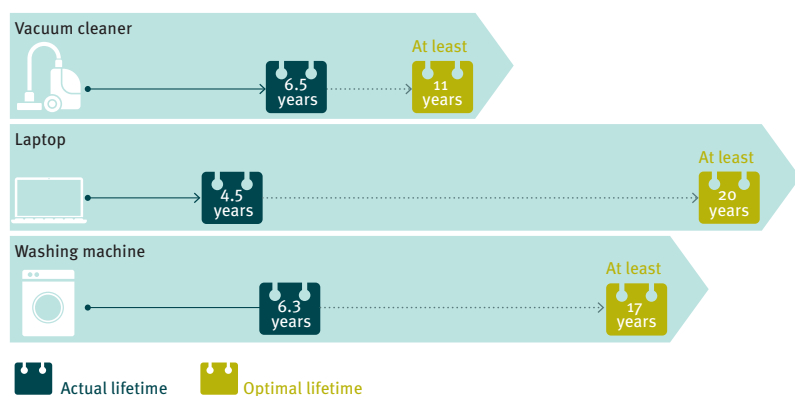 Vacuum cleaner
At least
6.5
years
11
years
Laptop
At least
4.5
years
20
years
Washing machine
At least
6.3
years
17
years
Actual lifetime
Optimal lifetime